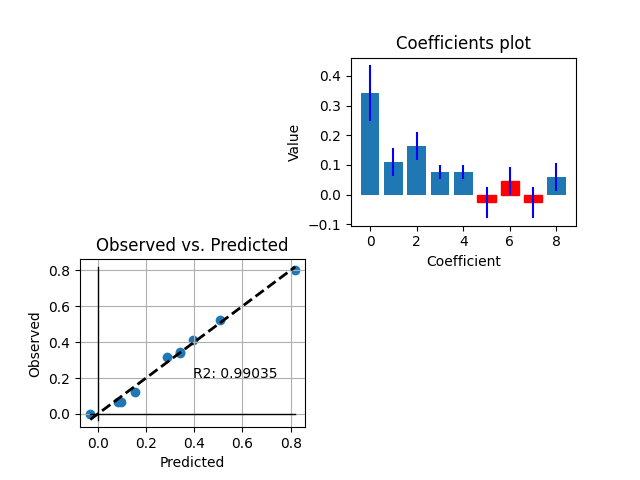 Coefficients plot
0.4
0.3
0.2
0.1
0.0
−0.1
Value
0 2 4 6 8
Coefficient
Observed vs. Predicted
0.8
0.6
0.4
0.2
0.0
Observed
R2: 0.99035
0.0 0.2 0.4 0.6 0.8
Predicted